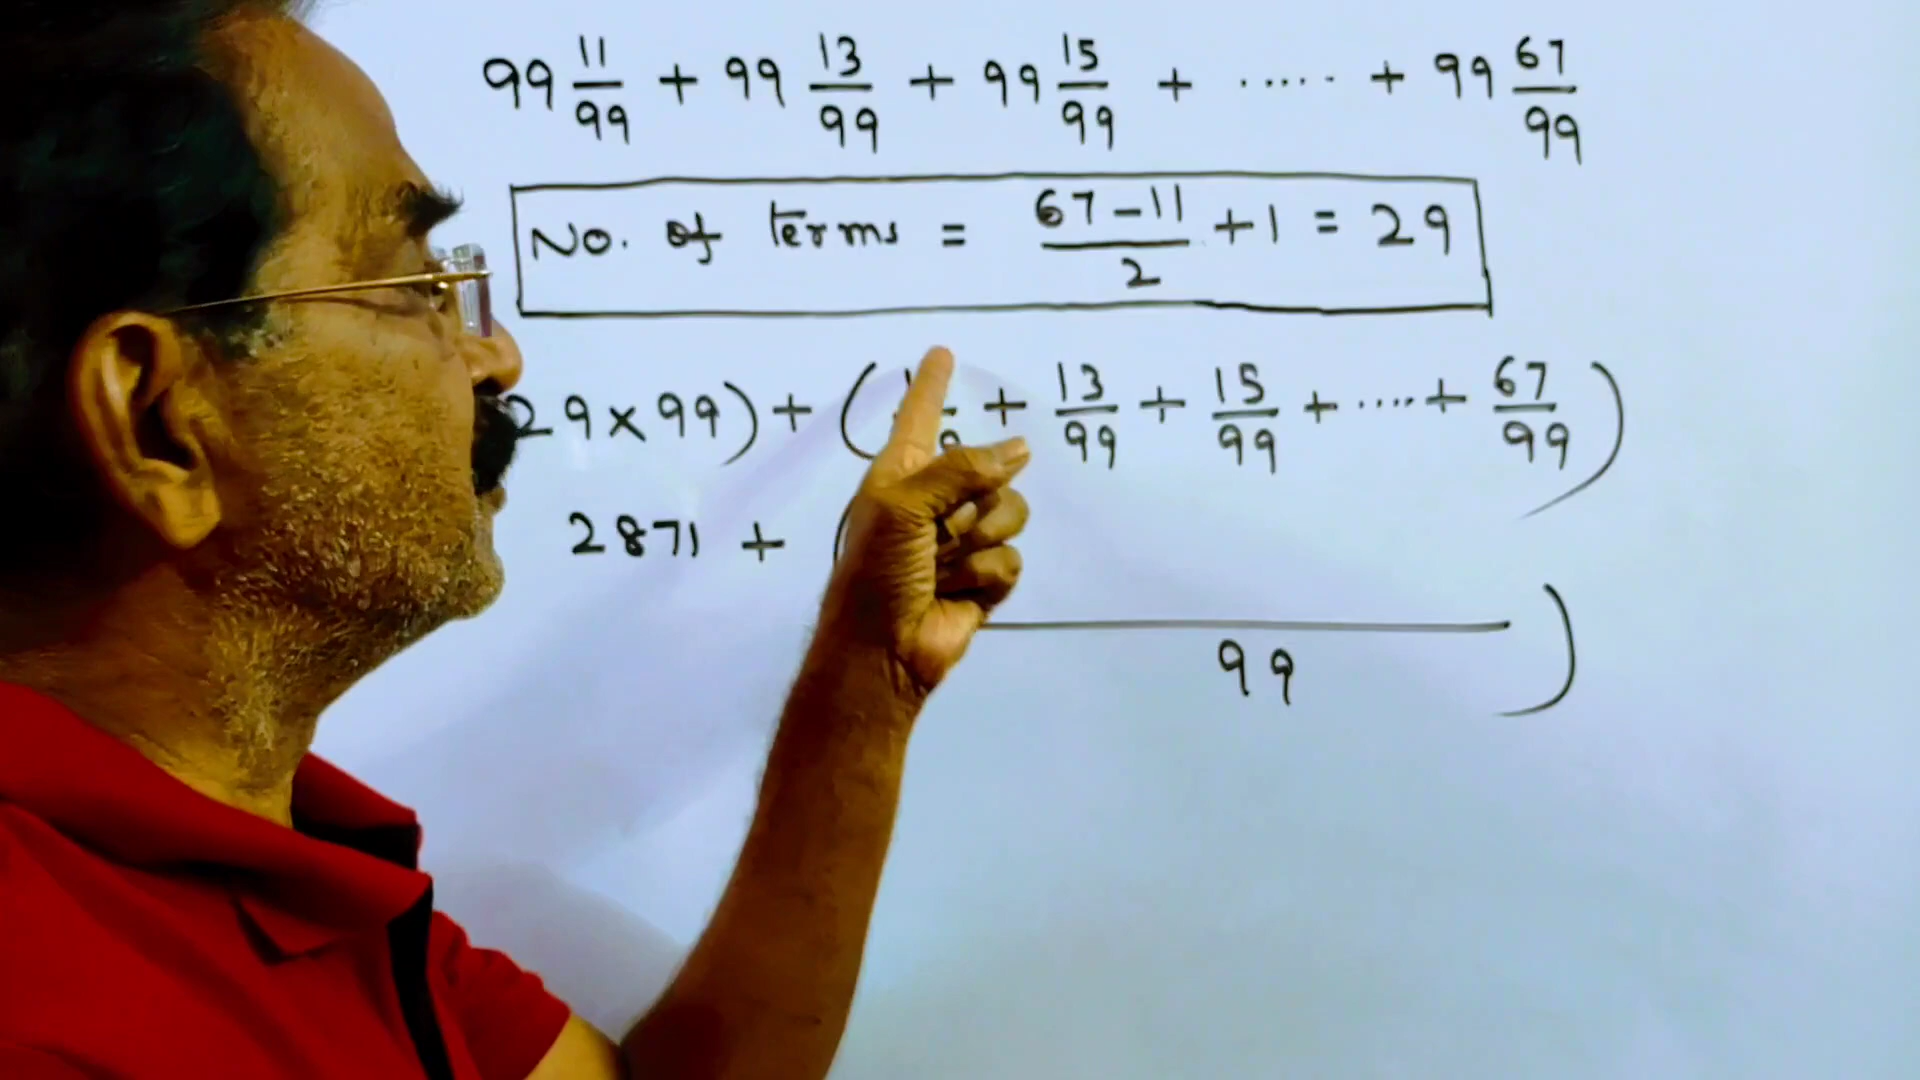 99 11/99 + 99 13/99 + 99 15/99 + ..... + 99 67/99
No. of terms = (67-11)/2 + 1 = 29
29 x 99) + ( + 13/99 + 15/99 + .... + 67/99)
2871 + (
99 )